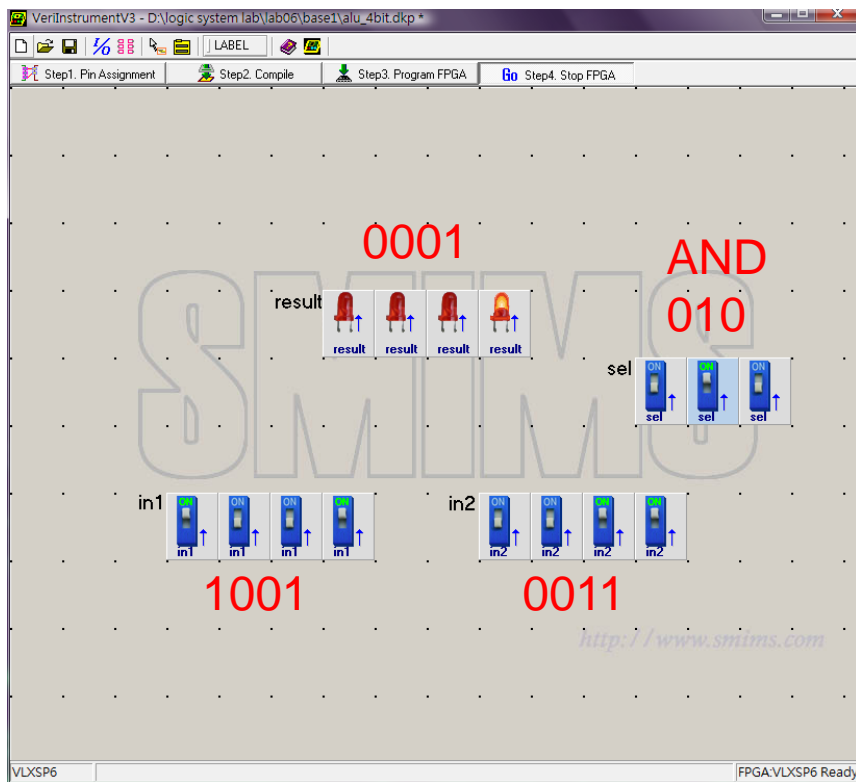 VeriInstrumentV3 - D:\logic system lab\lab06\base1\alu_4bit.dkp *
I/O LABEL
Step1. Pin Assignment Step2. Compile Step3. Program FPGA Go Step4. Stop FPGA
SMIMS
0001
AND
010
result
result result result result
sel
ON ON ON
sel sel sel
in1
ON ON ON ON
in1 in1 in1 in1
in2
ON ON ON ON
in2 in2 in2 in2
1001
0011
http://www.smims.com
VLXSP6
FPGA:VLXSP6 Ready